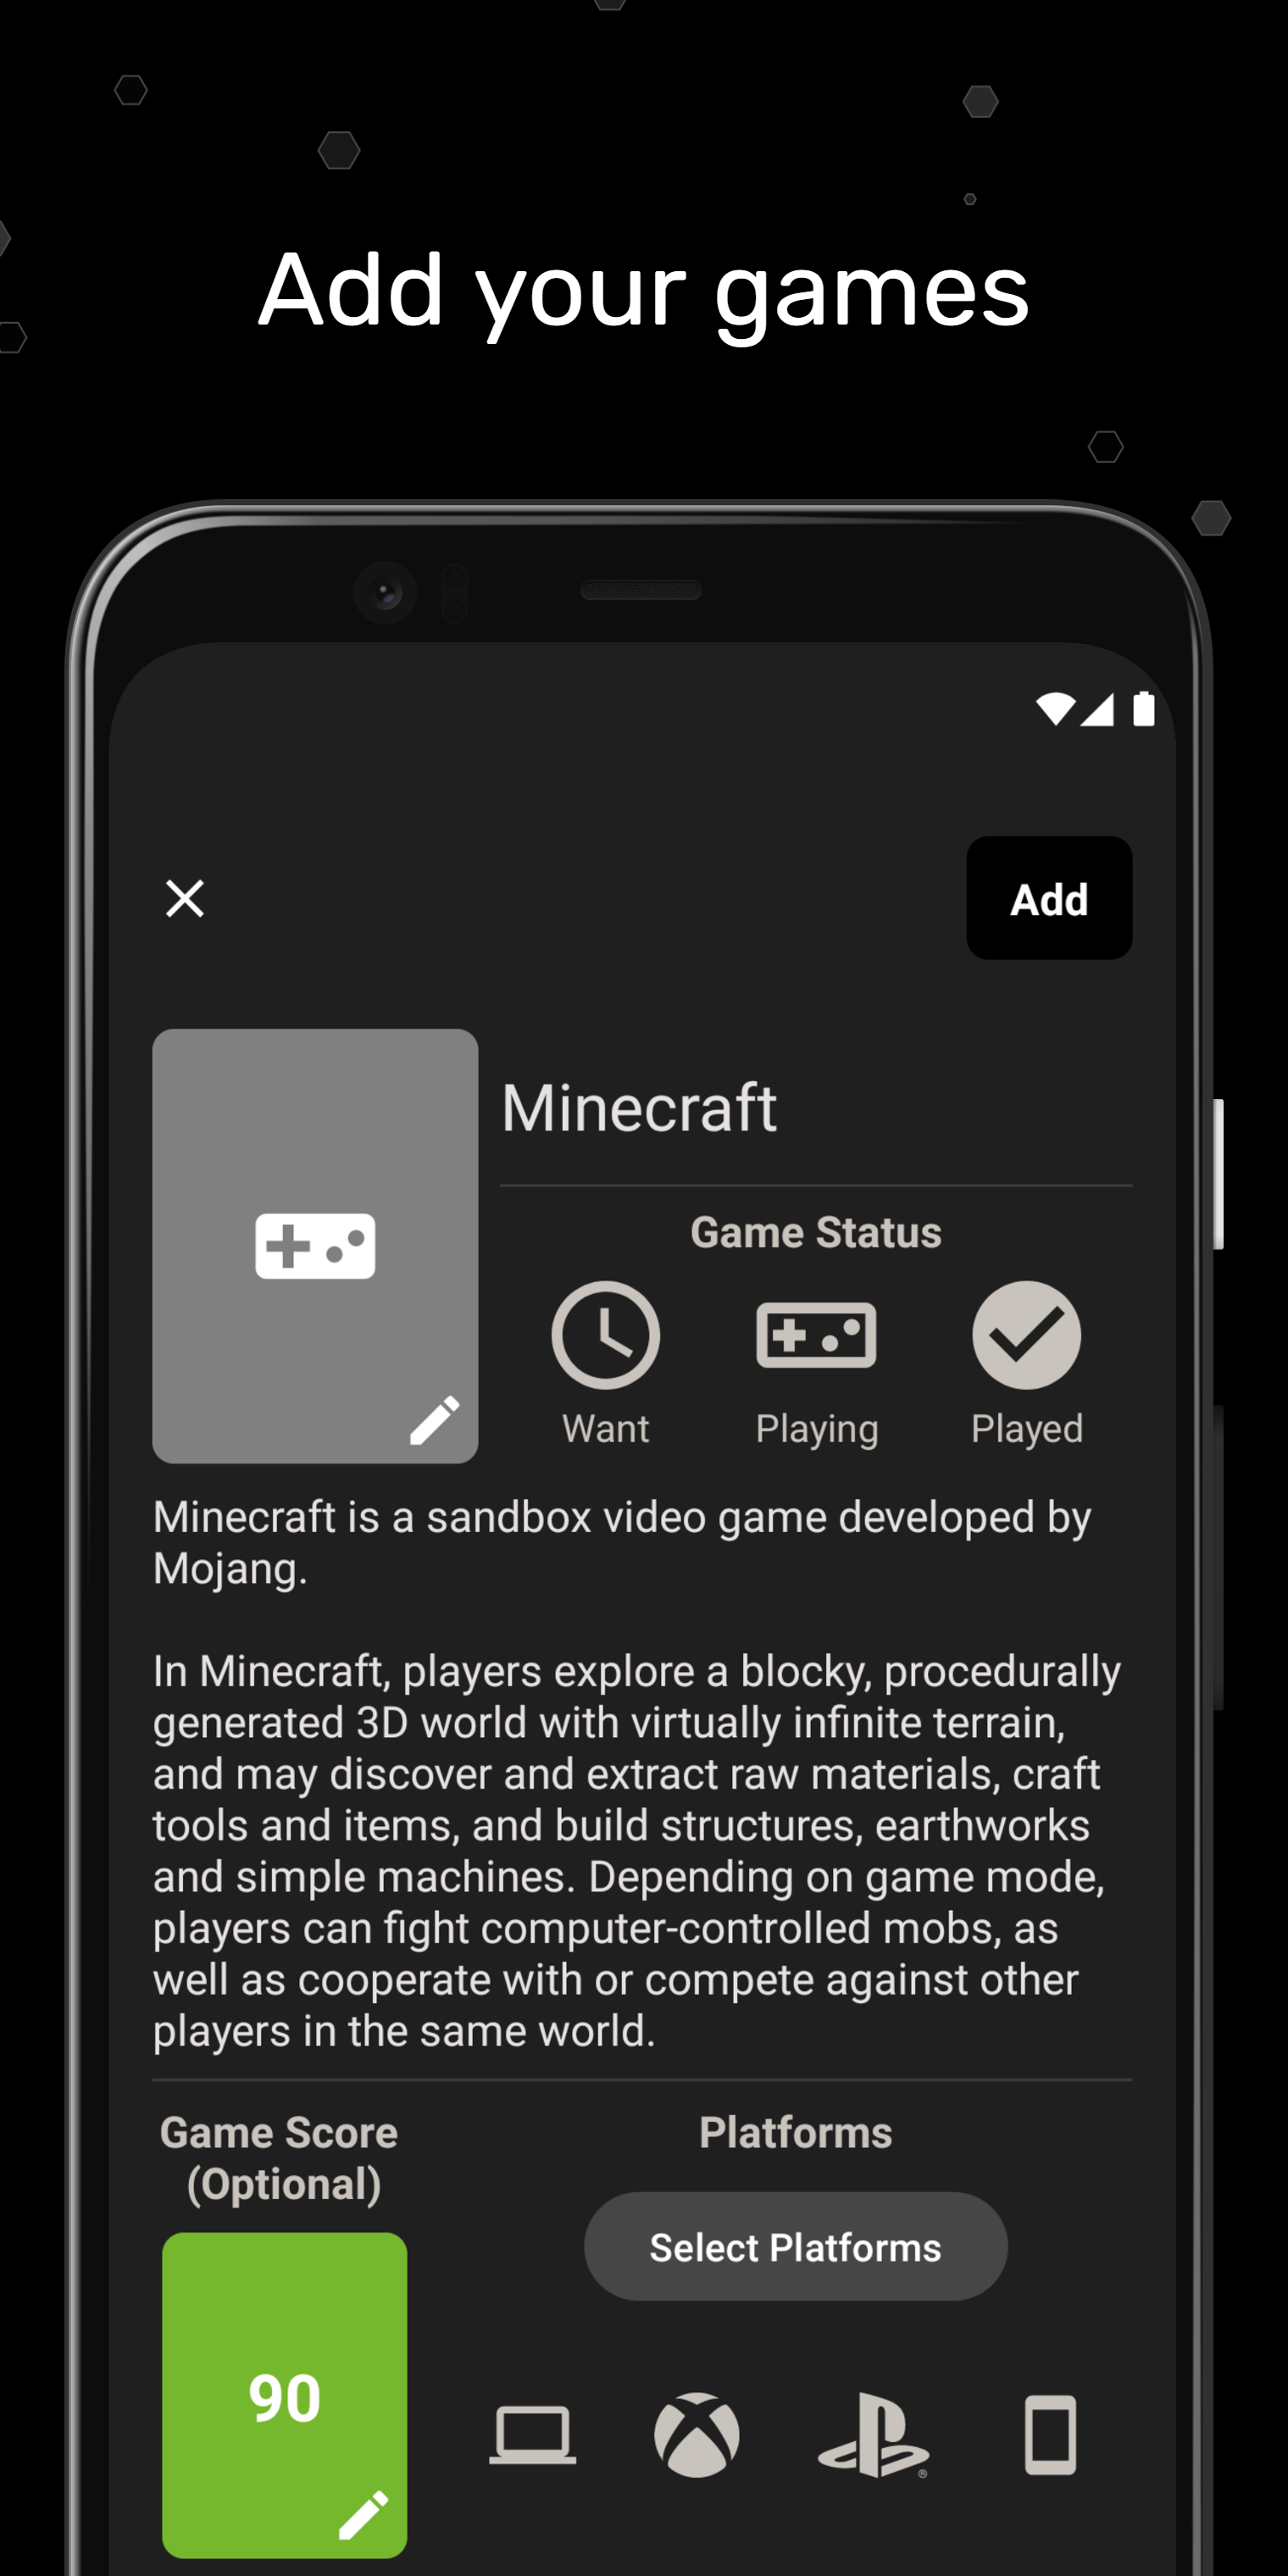 Add your games
Add
Minecraft
Game Status
Want
Playing
Played
Minecraft is a sandbox video game developed by
Mojang.
In Minecraft, players explore a blocky, procedurally
generated 3D world with virtually infinite terrain,
and may discover and extract raw materials, craft
tools and items, and build structures, earthworks
and simple machines. Depending on game mode,
players can fight computer-controlled mobs, as
well as cooperate with or compete against other
players in the same world.
Game Score
(Optional)
Platforms
Select Platforms
90
®